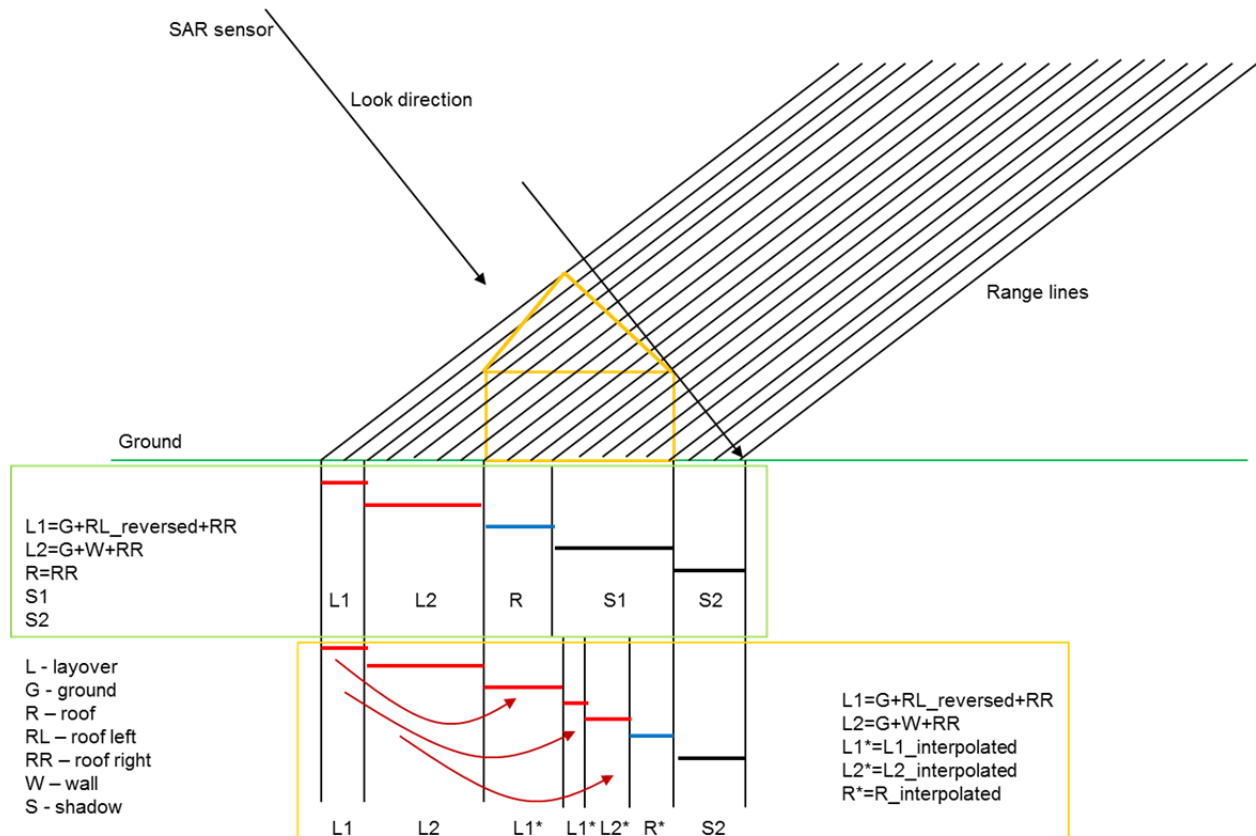 SAR sensor
Look direction
Range lines
Ground
L1=G+RL_reversed+RR
L2=G+W+RR
R=RR
S1
S2
L1 L2 R S1 S2
L - layover
G - ground
R – roof
RL – roof left
RR – roof right
W – wall
S - shadow
L1=G+RL_reversed+RR
L2=G+W+RR
L1*=L1_interpolated
L2*=L2_interpolated
R*=R_interpolated
L1 L2 L1* L1* L2* R* S2